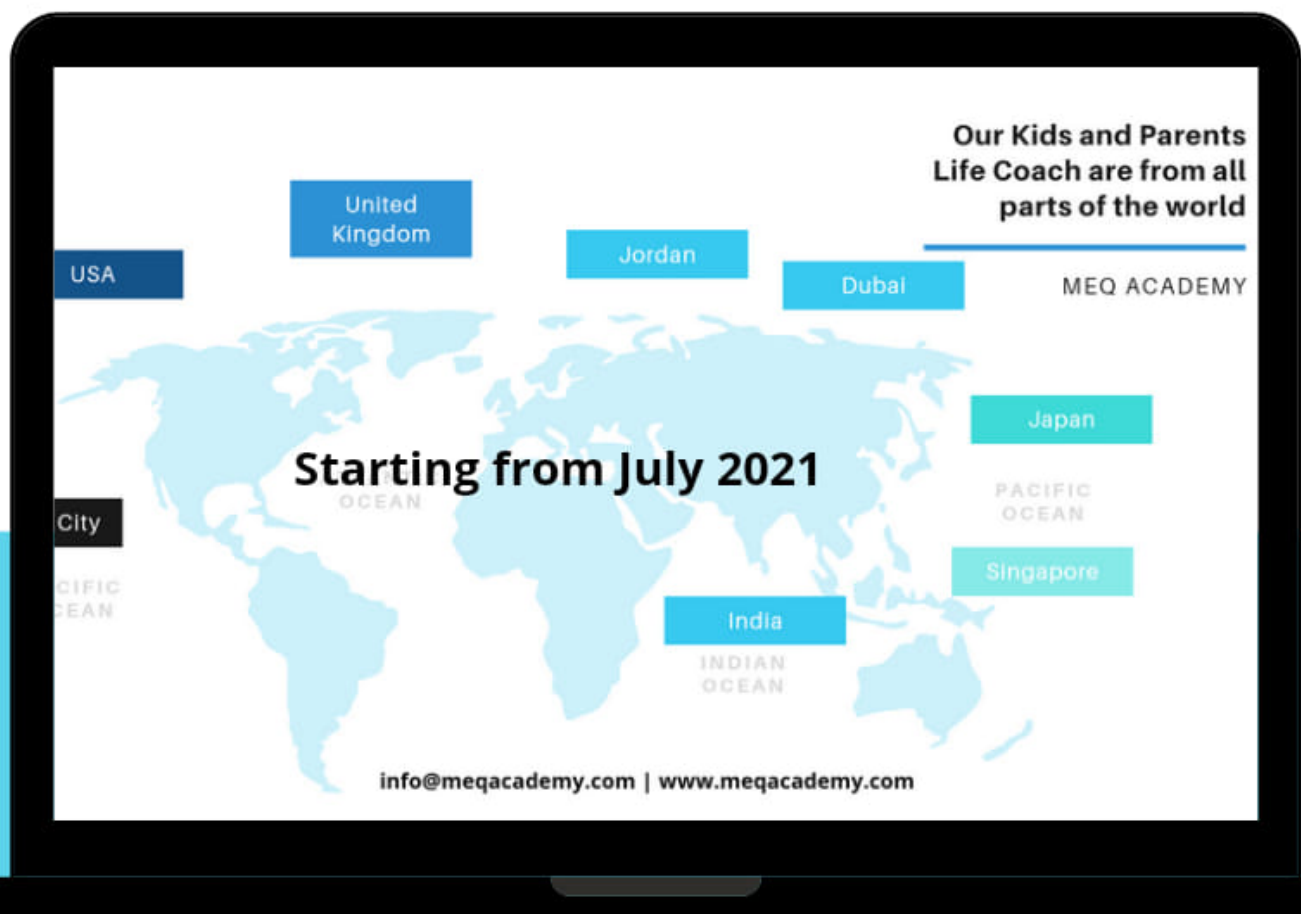 Our Kids and Parents
Life Coach are from all
parts of the world
MEQ ACADEMY
United
Kingdom
Jordan
Dubai
USA
Japan
Starting from July 2021
OCEAN
PACIFIC
OCEAN
City
Singapore
CIFIC
CEAN
India
INDIAN
OCEAN
info@meqacademy.com | www.meqacademy.com